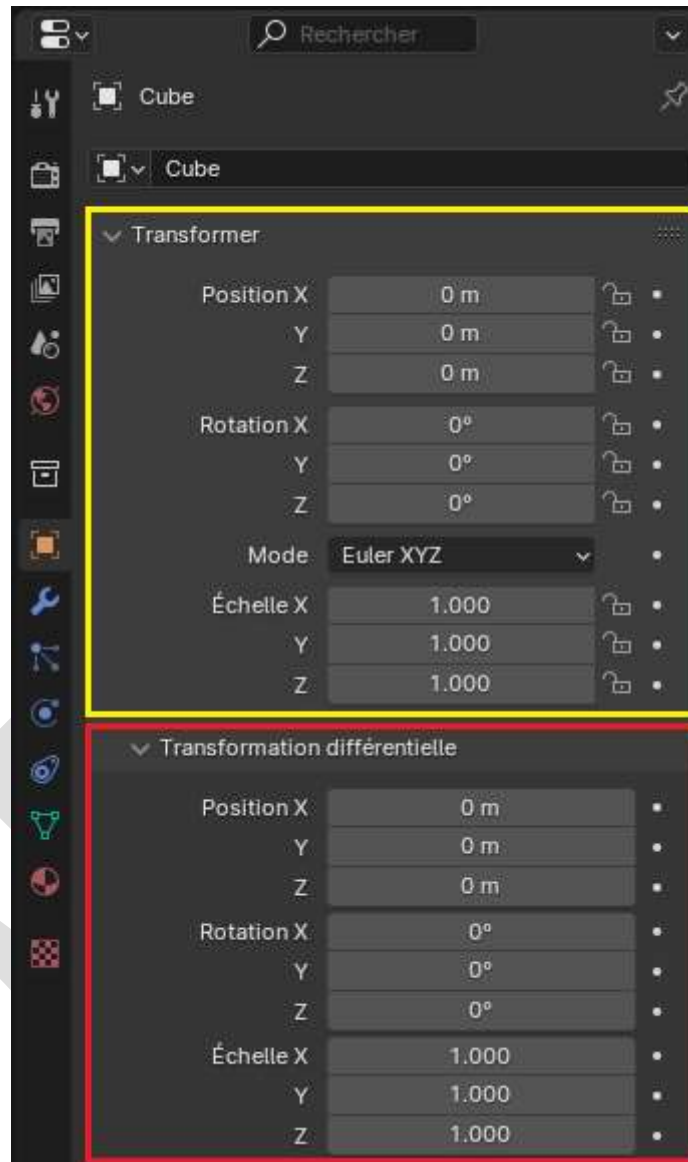 Rechercher
Cube
Cube
Transformer
Position X 0 m
Y 0 m
Z 0 m
Rotation X 0°
Y 0°
Z 0°
Mode Euler XYZ
Échelle X 1.000
Y 1.000
Z 1.000
Transformation différentielle
Position X 0 m
Y 0 m
Z 0 m
Rotation X 0°
Y 0°
Z 0°
Échelle X 1.000
Y 1.000
Z 1.000